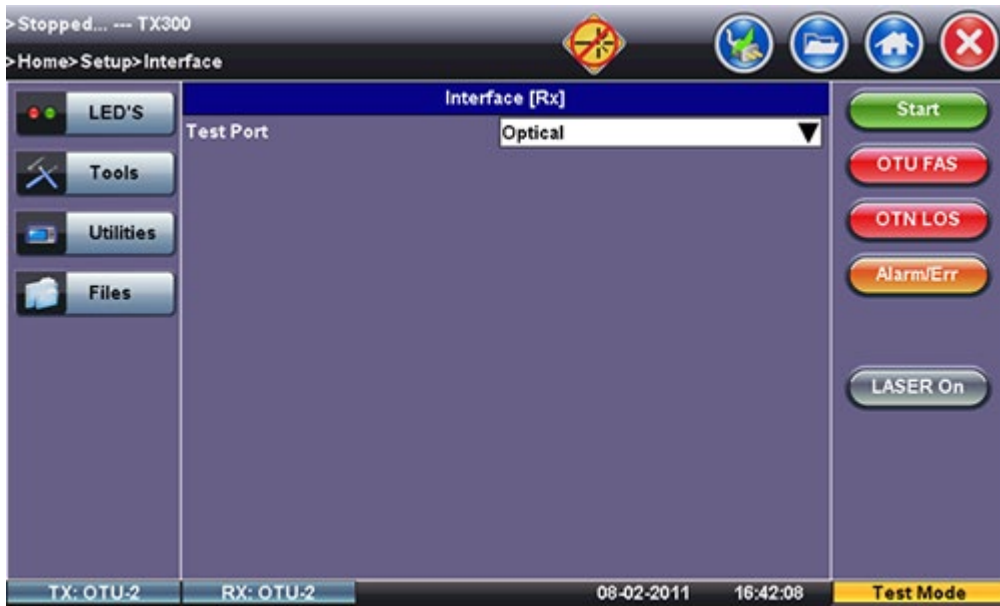 >Stopped... --- TX300
>Home>Setup>Interface
LED'S
Tools
Utilities
Files
Interface [Rx]
Test Port Optical
Start
OTU FAS
OTN LOS
Alarm/Err
LASER On
TX: OTU-2 RX: OTU-2 08-02-2011 16:42:08 Test Mode